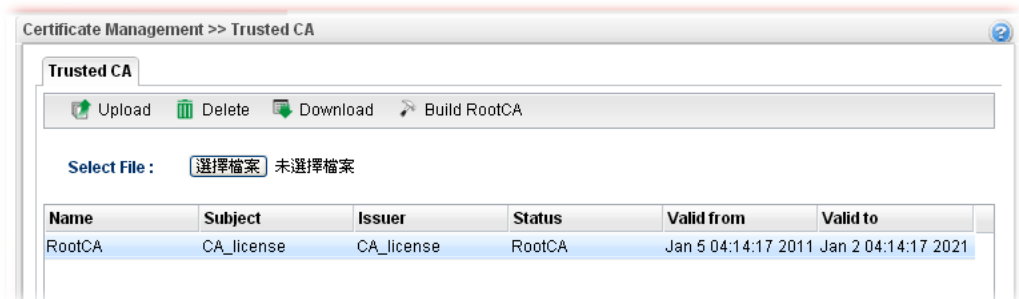 Certificate Management >> Trusted CA
Trusted CA
Upload Delete Download Build RootCA
Select File : 選擇檔案 未選擇檔案
Name Subject Issuer Status Valid from Valid to
RootCA CA_license CA_license RootCA Jan 5 04:14:17 2011 Jan 2 04:14:17 2021